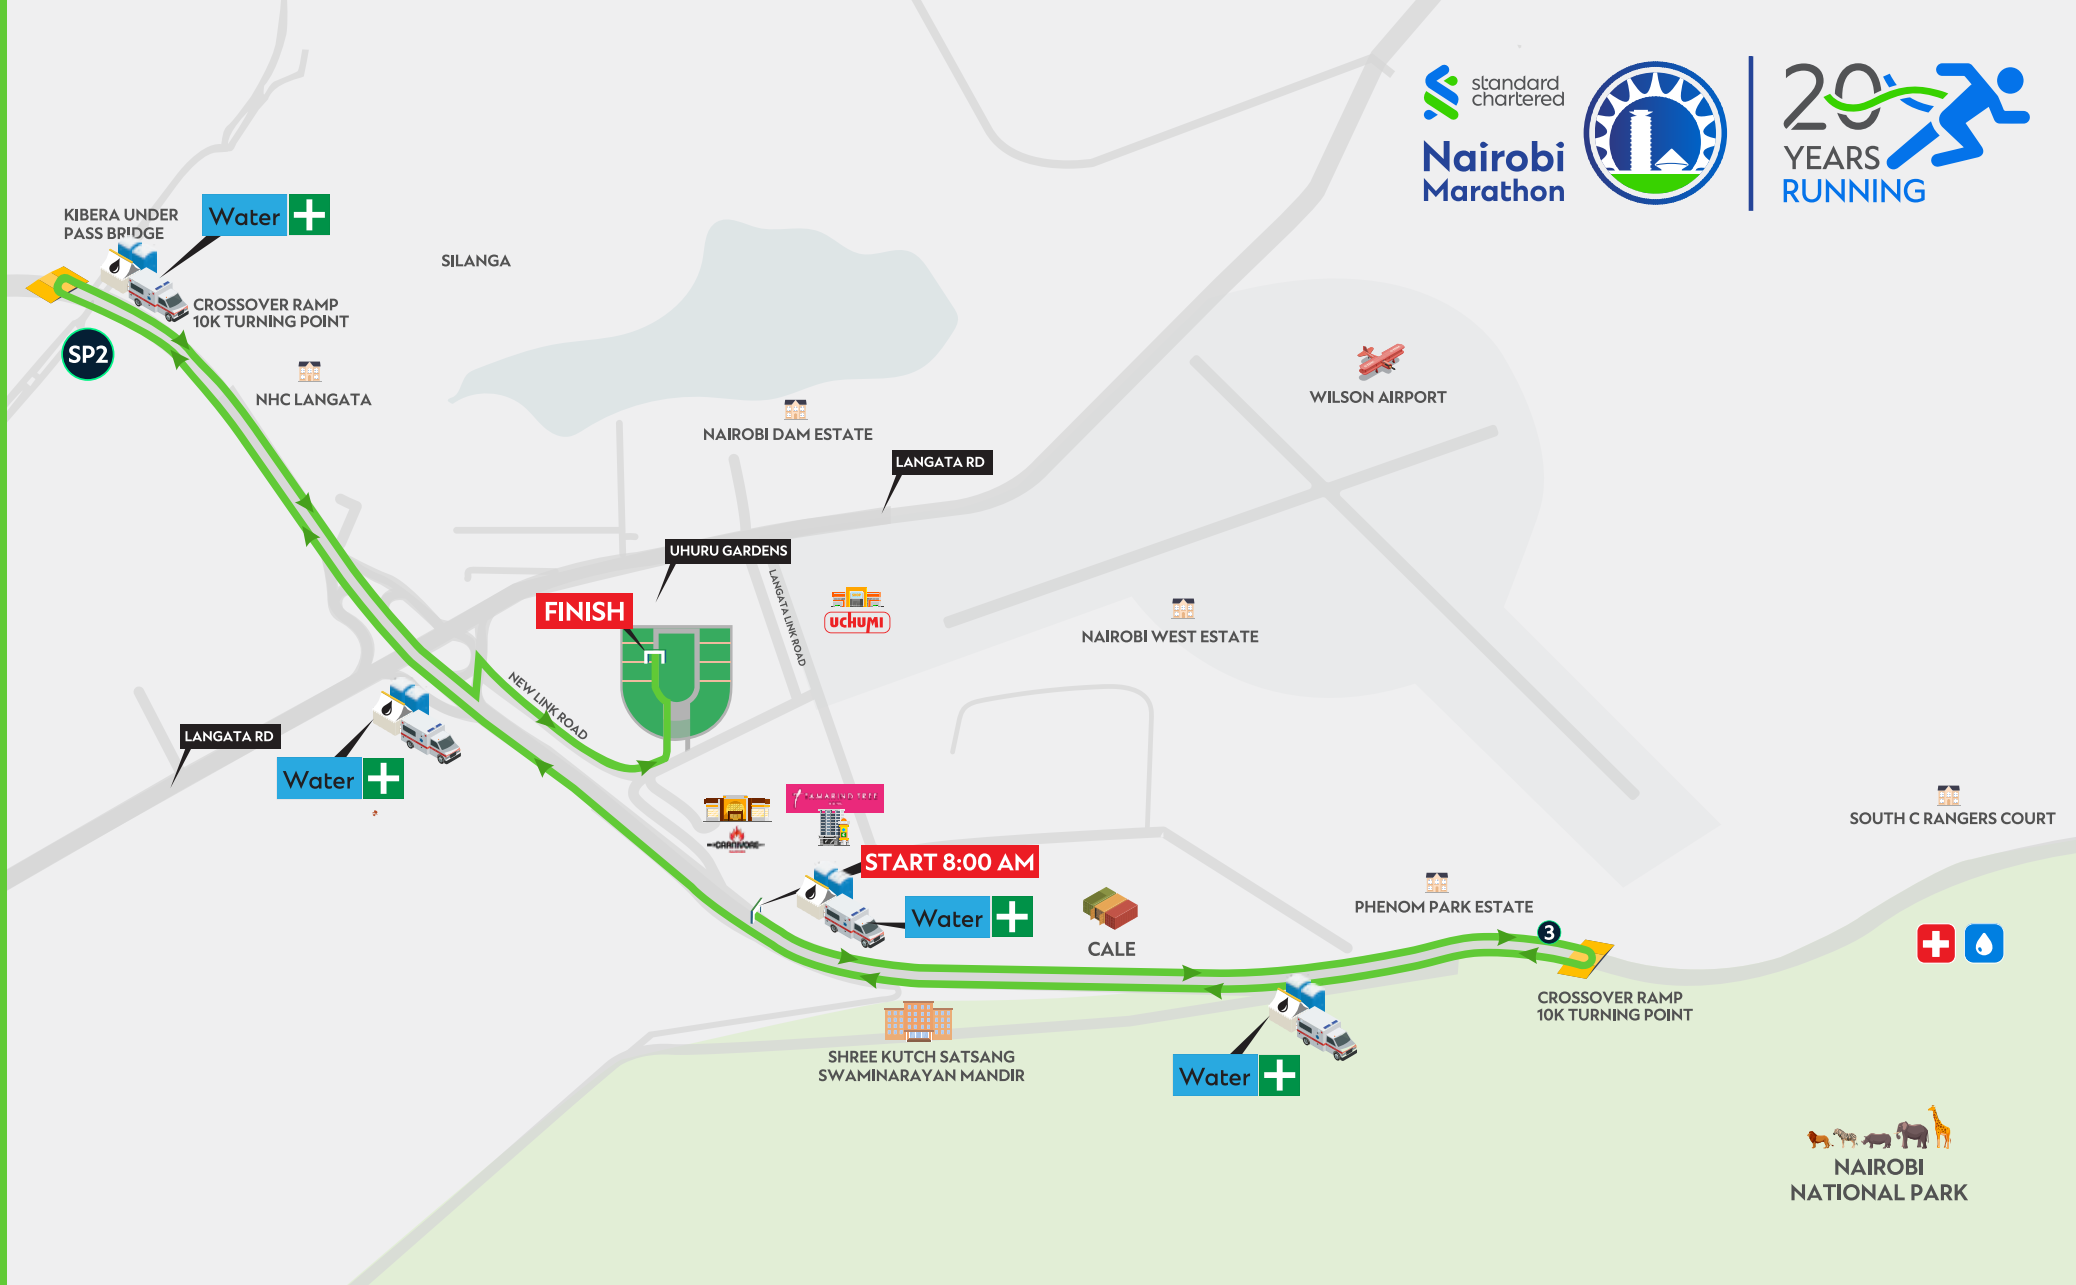 standard
chartered
Nairobi
Marathon
20
YEARS
RUNNING
KIBERA UNDER
PASS BRIDGE
Water
CROSSOVER RAMP
10K TURNING POINT
SP2
NHC LANGATA
SILANGA
NAIROBI DAM ESTATE
WILSON AIRPORT
LANGATA RD
UHURU GARDENS
FINISH
LANGATA LINK ROAD
UCHUMI
NAIROBI WEST ESTATE
NEW LINK ROAD
LANGATA RD
Water
TAMARIND TREE
CARNIVORE
START 8:00 AM
Water
CALE
SOUTH C RANGERS COURT
PHENOM PARK ESTATE
3
CROSSOVER RAMP
10K TURNING POINT
SHREE KUTCH SATSANG
SWAMINARAYAN MANDIR
Water
NAIROBI
NATIONAL PARK